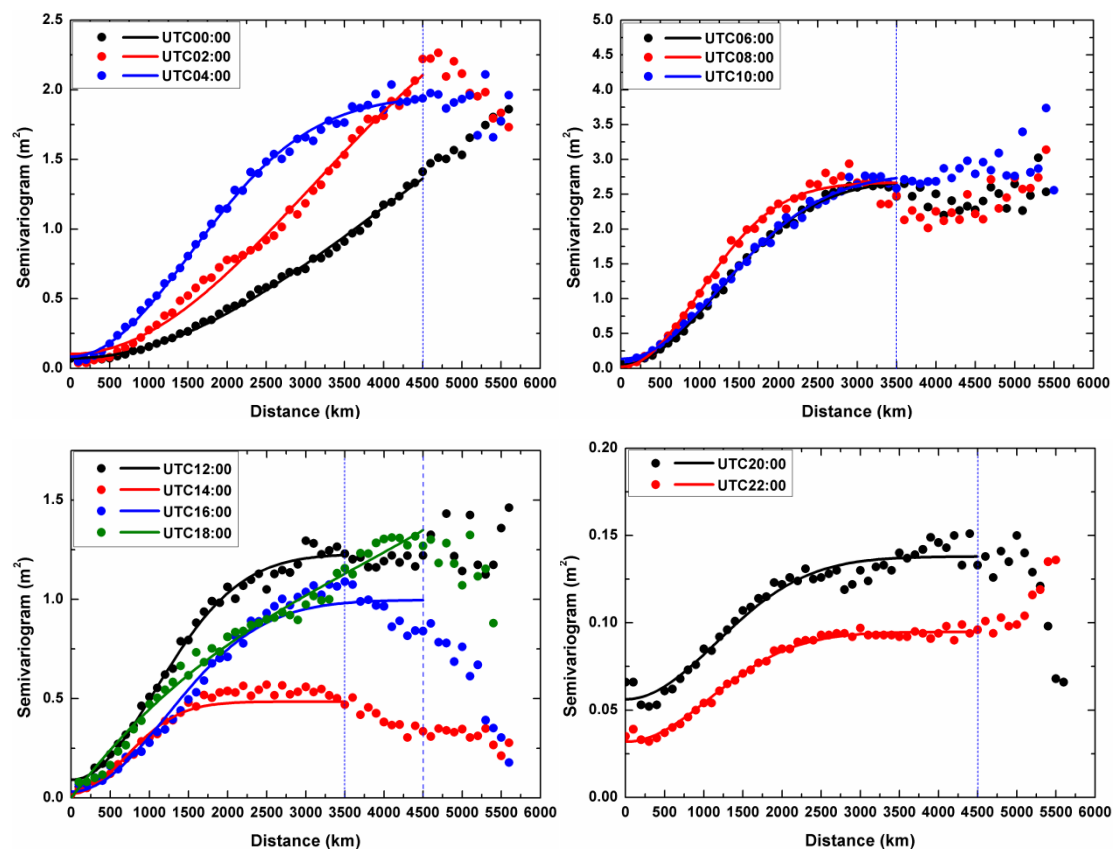 UTC00:00
UTC02:00
UTC04:00
Semivariogram (m²)
2.5
2.0
1.5
1.0
0.5
0.0
0 500 1000 1500 2000 2500 3000 3500 4000 4500 5000 5500 6000
Distance (km)
UTC06:00
UTC08:00
UTC10:00
Semivariogram (m²)
5.0
4.5
4.0
3.5
3.0
2.5
2.0
1.5
1.0
0.5
0.0
0 500 1000 1500 2000 2500 3000 3500 4000 4500 5000 5500 6000
Distance (km)
UTC12:00
UTC14:00
UTC16:00
UTC18:00
Semivariogram (m²)
1.5
1.0
0.5
0.0
0 500 1000 1500 2000 2500 3000 3500 4000 4500 5000 5500 6000
Distance (km)
UTC20:00
UTC22:00
Semivariogram (m²)
0.20
0.15
0.10
0.05
0.00
0 500 1000 1500 2000 2500 3000 3500 4000 4500 5000 5500 6000
Distance (km)